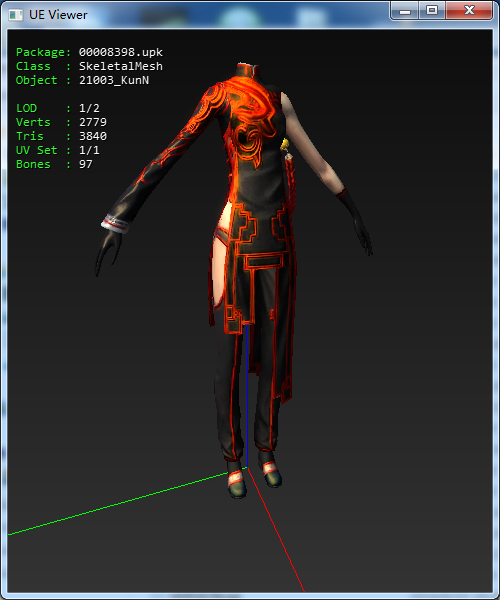 UE Viewer
Package: 00008398.upk
Class  : SkeletalMesh
Object : 21003_KunN
LOD    : 1/2
Verts  : 2779
Tris   : 3840
UV Set : 1/1
Bones  : 97